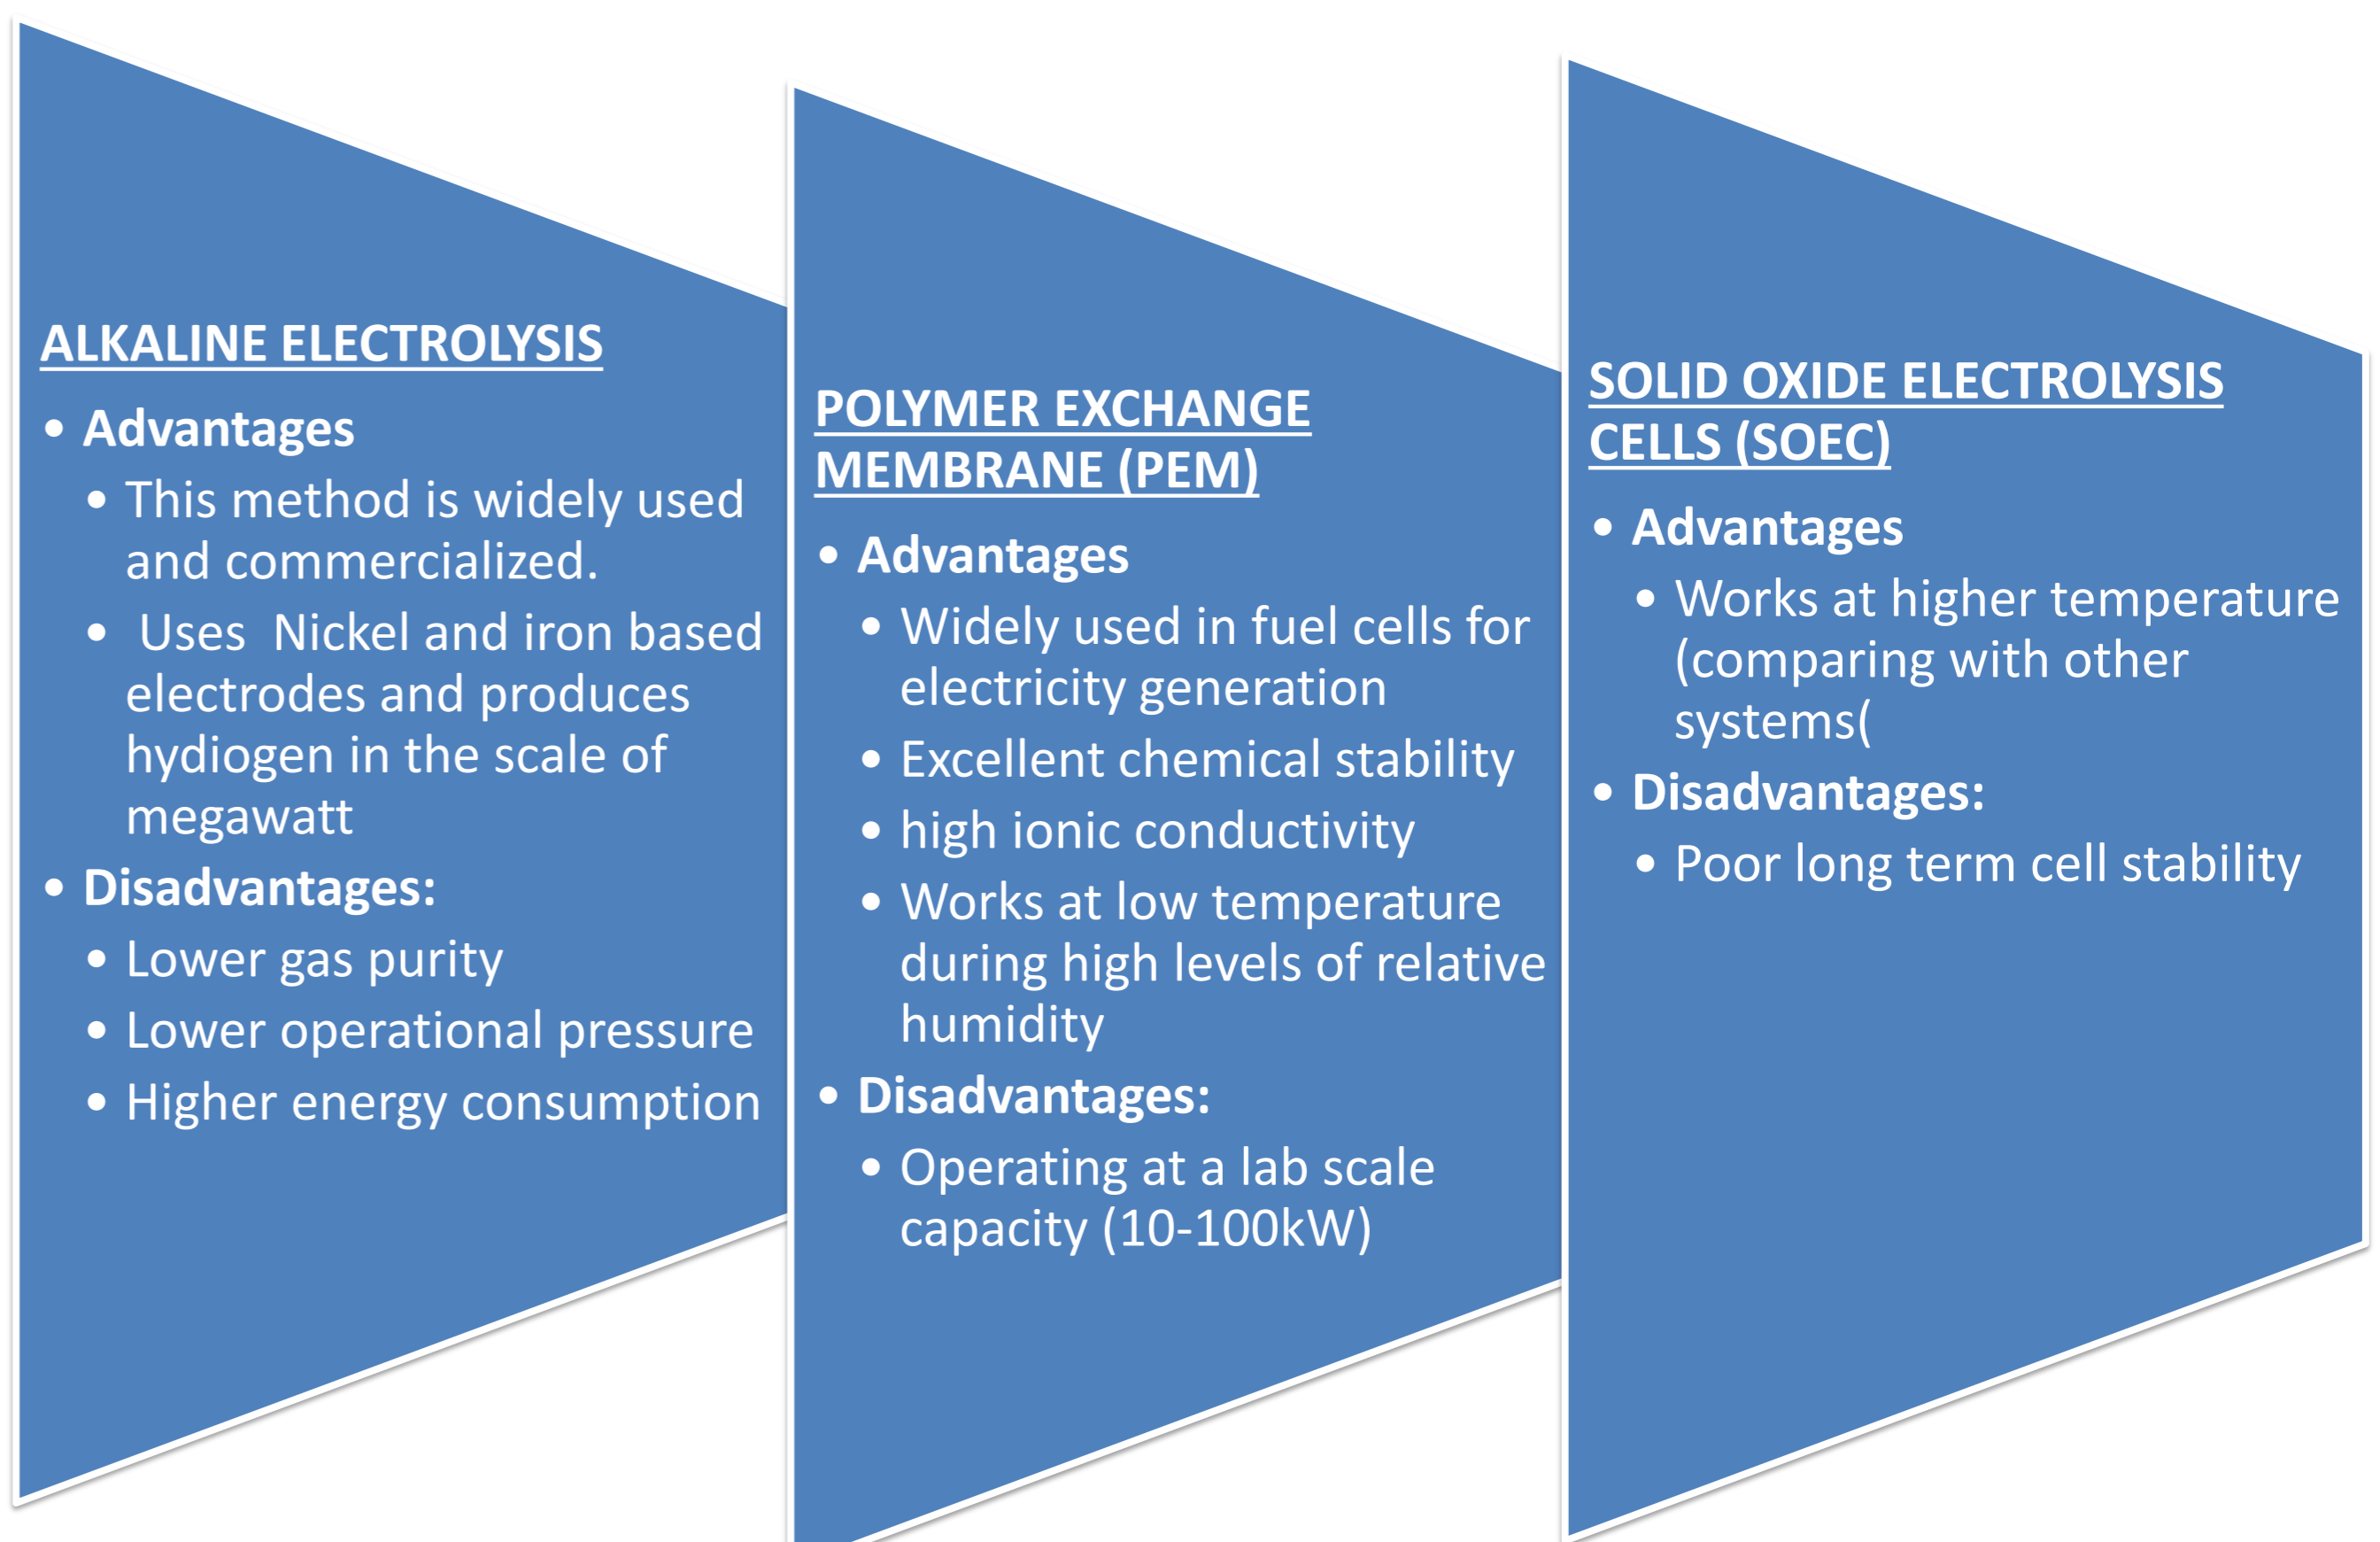 ALKALINE ELECTROLYSIS
• Advantages
• This method is widely used
and commercialized.
• Uses Nickel and iron based
electrodes and produces
hydiogen in the scale of
megawatt
• Disadvantages:
• Lower gas purity
• Lower operational pressure
• Higher energy consumption
POLYMER EXCHANGE
MEMBRANE (PEM)
• Advantages
• Widely used in fuel cells for
electricity generation
• Excellent chemical stability
• high ionic conductivity
• Works at low temperature
during high levels of relative
humidity
• Disadvantages:
• Operating at a lab scale
capacity (10-100kW)
SOLID OXIDE ELECTROLYSIS
CELLS (SOEC)
• Advantages
• Works at higher temperature
(comparing with other
systems(
• Disadvantages:
• Poor long term cell stability